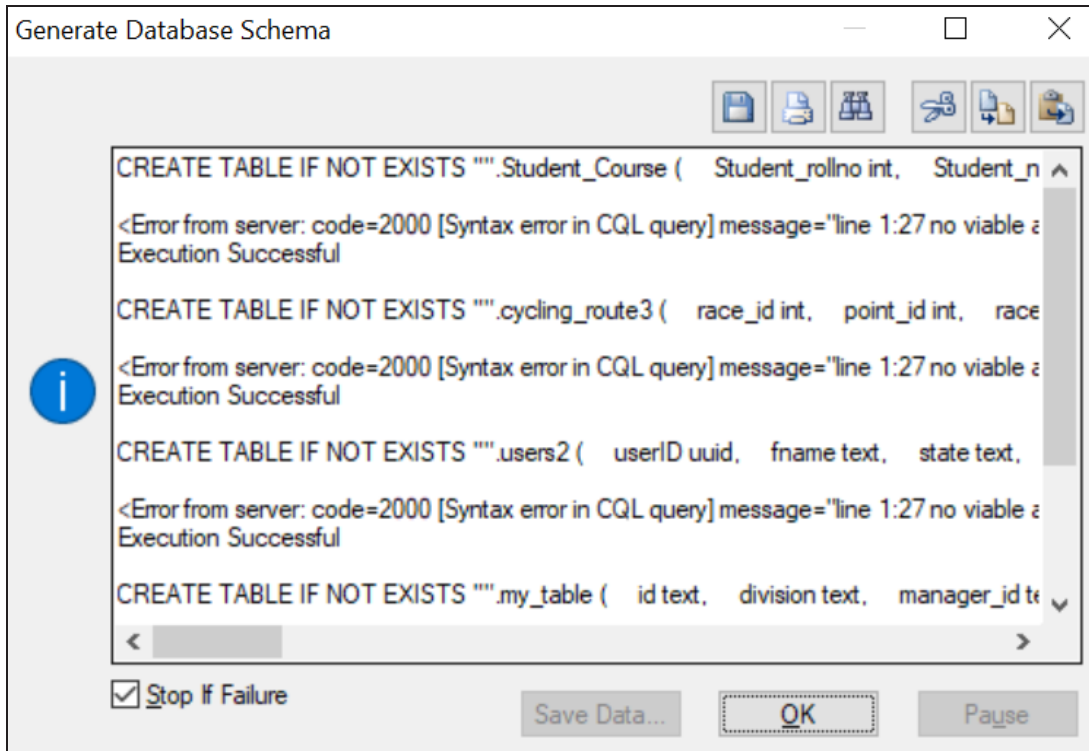 Generate Database Schema
CREATE TABLE IF NOT EXISTS "".Student_Course (    Student_rollno int,    Student_n
<Error from server: code=2000 [Syntax error in CQL query] message="line 1:27 no viable a
Execution Successful
CREATE TABLE IF NOT EXISTS "".cycling_route3 (    race_id int,    point_id int,    race
<Error from server: code=2000 [Syntax error in CQL query] message="line 1:27 no viable a
Execution Successful
CREATE TABLE IF NOT EXISTS "".users2 (    userID uuid,    fname text,    state text,
<Error from server: code=2000 [Syntax error in CQL query] message="line 1:27 no viable a
Execution Successful
CREATE TABLE IF NOT EXISTS "".my_table (    id text,    division text,    manager_id te
Stop If Failure
Save Data...
OK
Pause